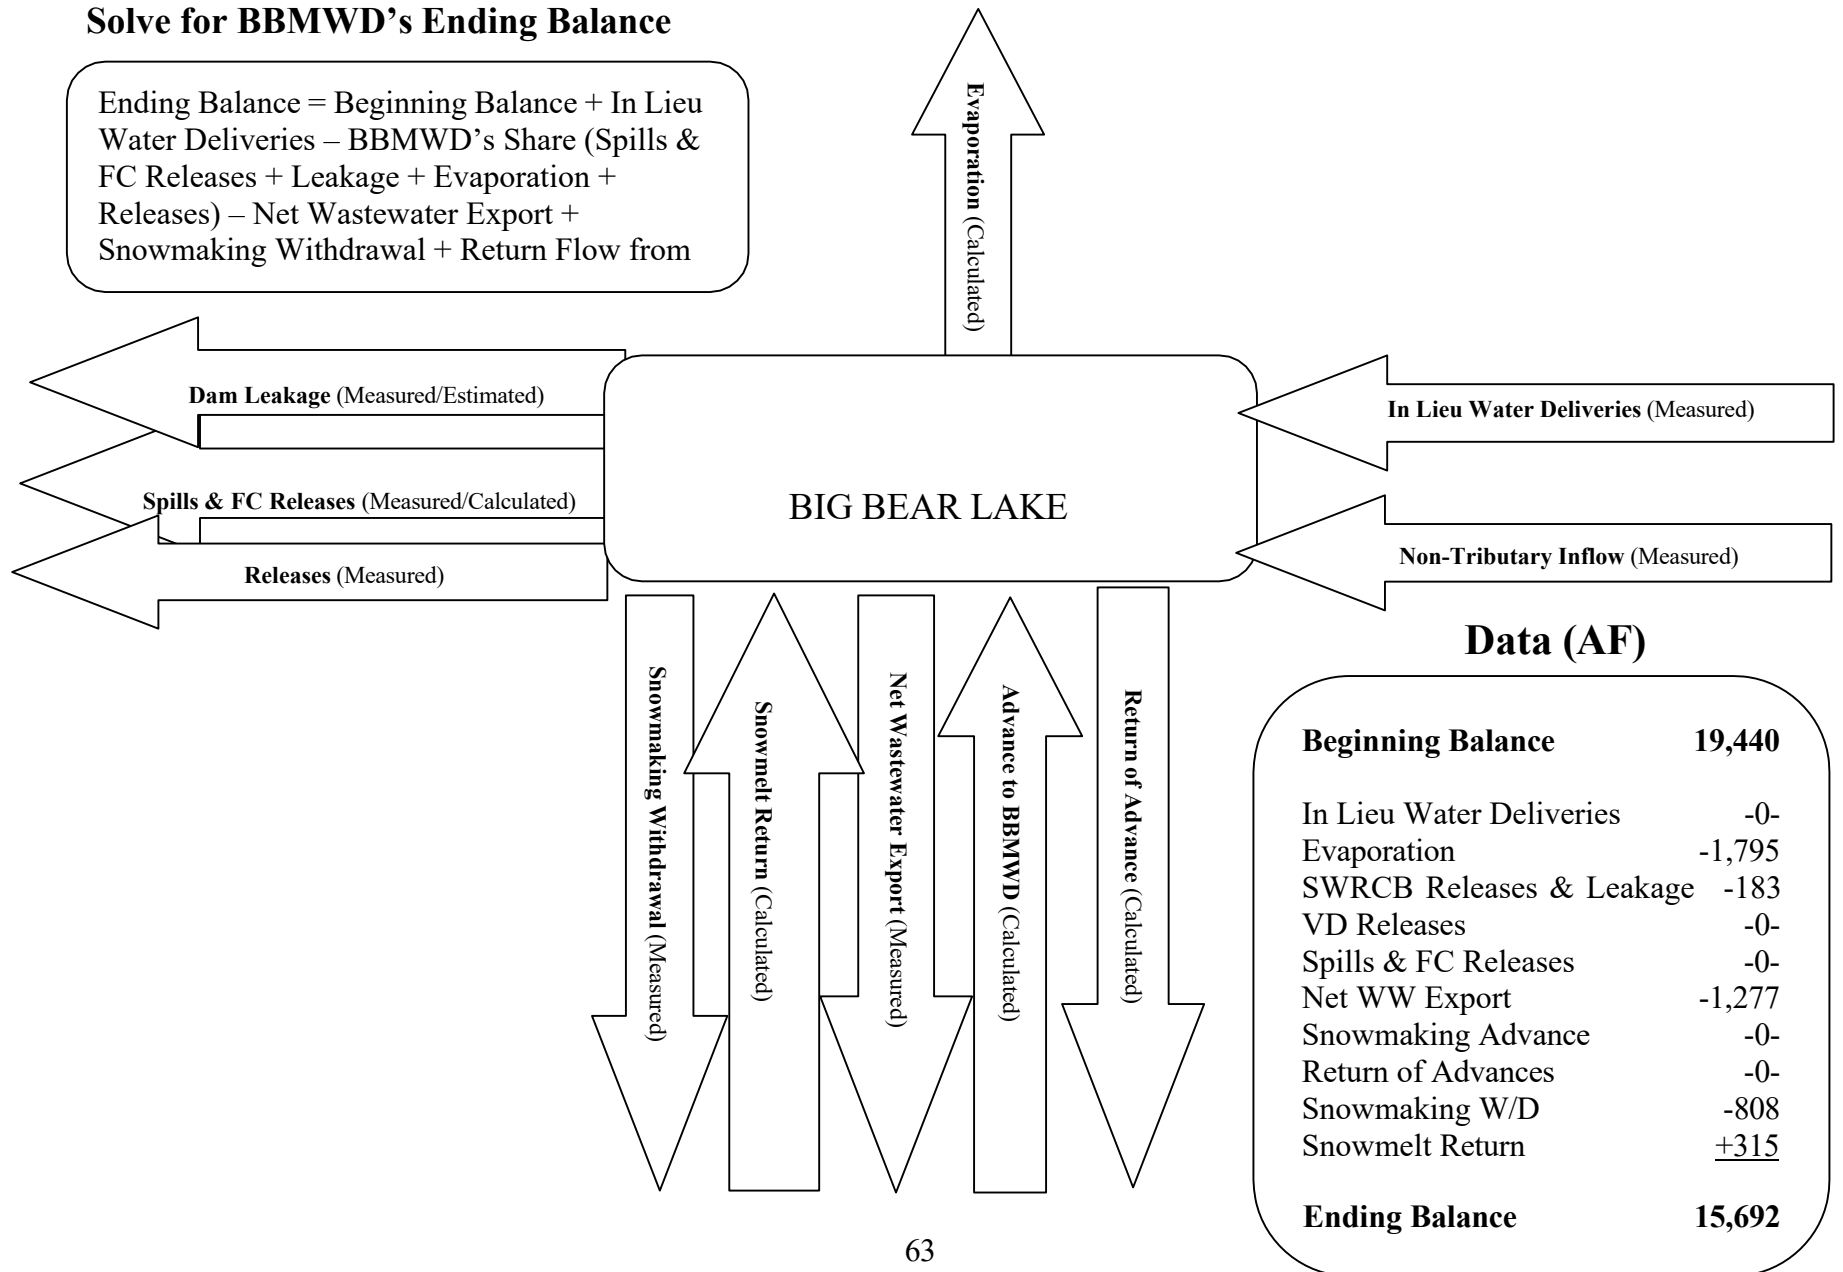 Solve for BBMWD’s Ending Balance
Ending Balance = Beginning Balance + In Lieu
Water Deliveries – BBMWD’s Share (Spills &
FC Releases + Leakage + Evaporation +
Releases) – Net Wastewater Export +
Snowmaking Withdrawal + Return Flow from
Evaporation (Calculated)
Dam Leakage (Measured/Estimated)
Spills & FC Releases (Measured/Calculated)
Releases (Measured)
BIG BEAR LAKE
In Lieu Water Deliveries (Measured)
Non-Tributary Inflow (Measured)
Snowmaking Withdrawal (Measured)
Snowmelt Return (Calculated)
Net Wastewater Export (Measured)
Advance to BBMWD (Calculated)
Return of Advance (Calculated)
Data (AF)
Beginning Balance 19,440
In Lieu Water Deliveries -0-
Evaporation -1,795
SWRCB Releases & Leakage -183
VD Releases -0-
Spills & FC Releases -0-
Net WW Export -1,277
Snowmaking Advance -0-
Return of Advances -0-
Snowmaking W/D -808
Snowmelt Return +315
Ending Balance 15,692
63